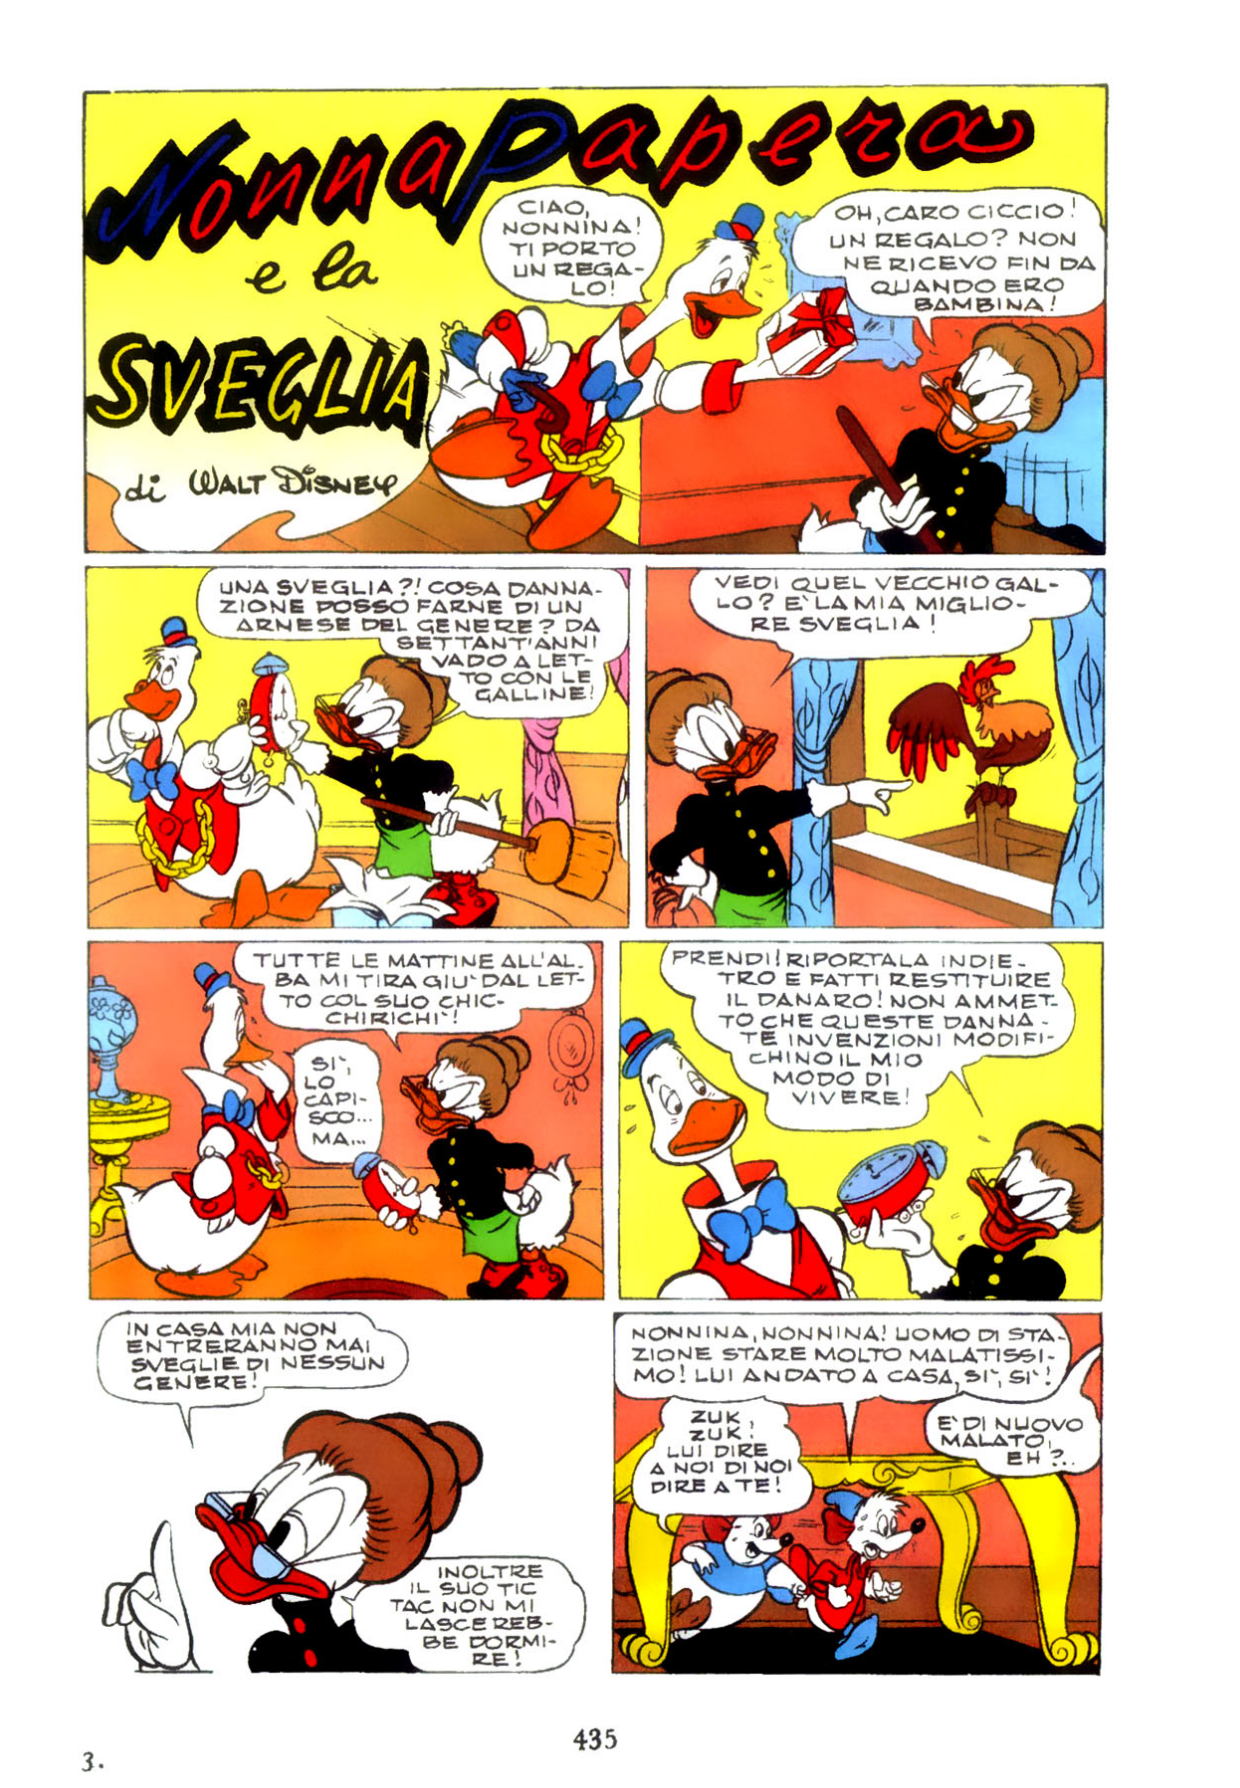 Nonna Papera
e la
SVEGLIA
di WALT DISNEY
CIAO,
NONNINA!
TI PORTO
UN REGA-
LO!
OH, CARO CICCIO!
UN REGALO? NON
NE RICEVO FIN DA
QUANDO ERO
BAMBINA!
UNA SVEGLIA?! COSA DANNA-
ZIONE POSSO FARNE DI UN
ARNESE DEL GENERE? DA
SETTANT'ANNI
VADO A LET-
TO CON LE
GALLINE!
VEDI QUEL VECCHIO GAL-
LO? E' LA MIA MIGLIO-
RE SVEGLIA!
TUTTE LE MATTINE ALL'AL-
BA MI TIRA GIU' DAL LET-
TO COL SUO CHIC-
CHIRICHI'!
SI',
LO
CAPI-
SCO...
MA...
PRENDI! RIPORTALA INDIE-
TRO E FATTI RESTITUIRE
IL DANARO! NON AMMET-
TO CHE QUESTE DANNA-
TE INVENZIONI MODIFI-
CHINO IL MIO
MODO DI
VIVERE!
IN CASA MIA NON
ENTRERANNO MAI
SVEGLIE DI NESSUN
GENERE!
INOLTRE
IL SUO TIC
TAC NON MI
LASCEREB-
BE DORMI-
RE!
NONNINA, NONNINA! UOMO DI STA-
ZIONE STARE MOLTO MALATISSI-
MO! LUI ANDATO A CASA, SI', SI'!
ZUK,
ZUK!
LUI DIRE
A NOI DI NOI
DIRE A TE!
E' DI NUOVO
MALATO,
EH?..
435
3.